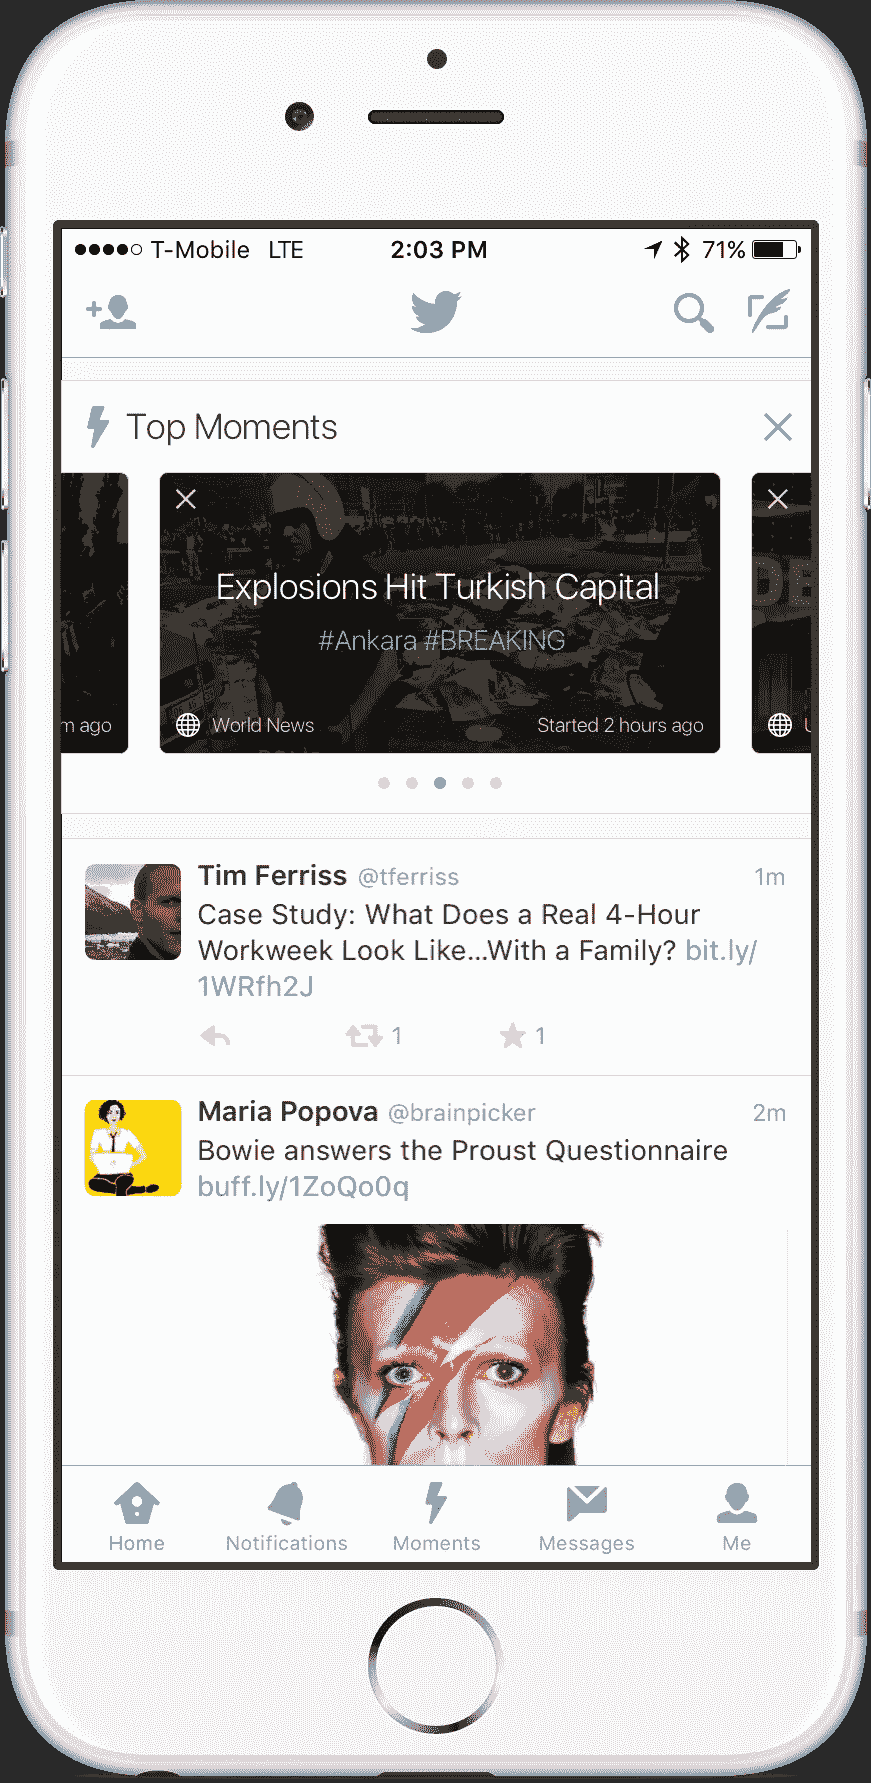 T-Mobile LTE 2:03 PM 71%
Top Moments
Explosions Hit Turkish Capital
#Ankara #BREAKING
m ago
World News Started 2 hours ago
Tim Ferriss @tferriss 1m
Case Study: What Does a Real 4-Hour
Workweek Look Like...With a Family? bit.ly/
1WRfh2J
1 1
Maria Popova @brainpicker 2m
Bowie answers the Proust Questionnaire
buff.ly/1ZoQo0q
Home Notifications Moments Messages Me